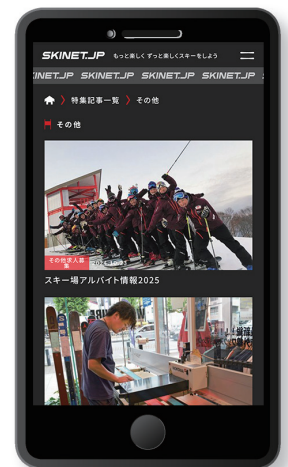 SKINET.JP もっと楽しく ずっと楽しくスキーをしよう
INET.JP SKINET.JP SKINET.JP SKINET.JP
特集記事一覧 その他
その他
その他求人募
集
スキー場アルバイト情報2025